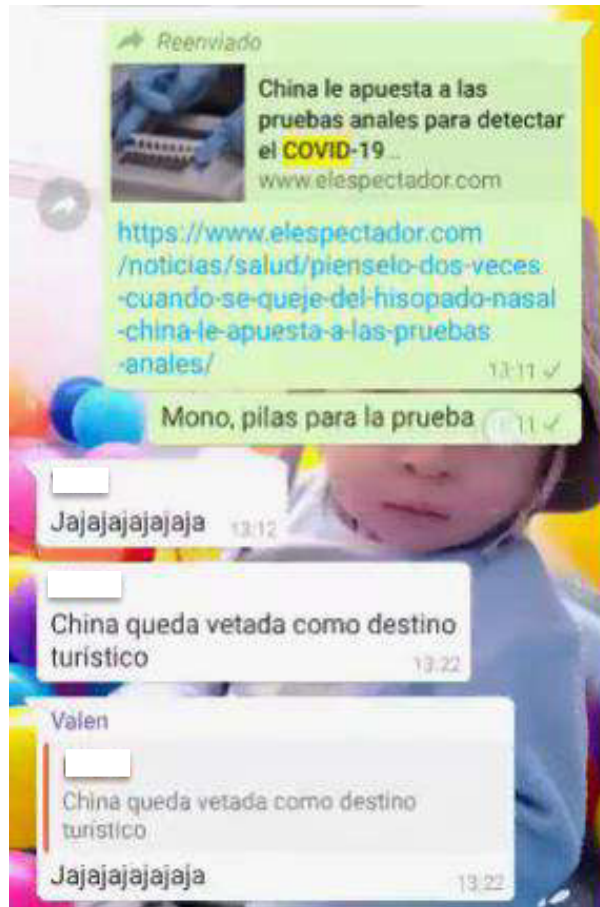 Reenviado
China le apuesta a las
pruebas anales para detectar
el COVID-19...
www.elespectador.com
https://www.elespectador.com
/noticias/salud/pienselo-dos-veces
-cuando-se-queje-del-hisopado-nasal
-china-le-apuesta-a-las-pruebas
-anales/
13:11
Mono, pilas para la prueba
Jajajajajajaja 13:12
China queda vetada como destino
turístico 13:22
Valen
China queda vetada como destino
turístico
Jajajajajajaja 13:22